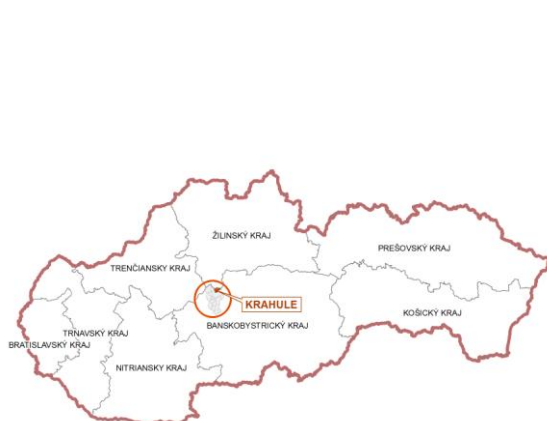 ŽILINSKÝ KRAJ
PREŠOVSKÝ KRAJ
TRENČIANSKY KRAJ
KRAHULE
KOŠICKÝ KRAJ
BANSKOBYSTRICKÝ KRAJ
TRNAVSKÝ KRAJ
BRATISLAVSKÝ KRAJ
NITRIANSKY KRAJ